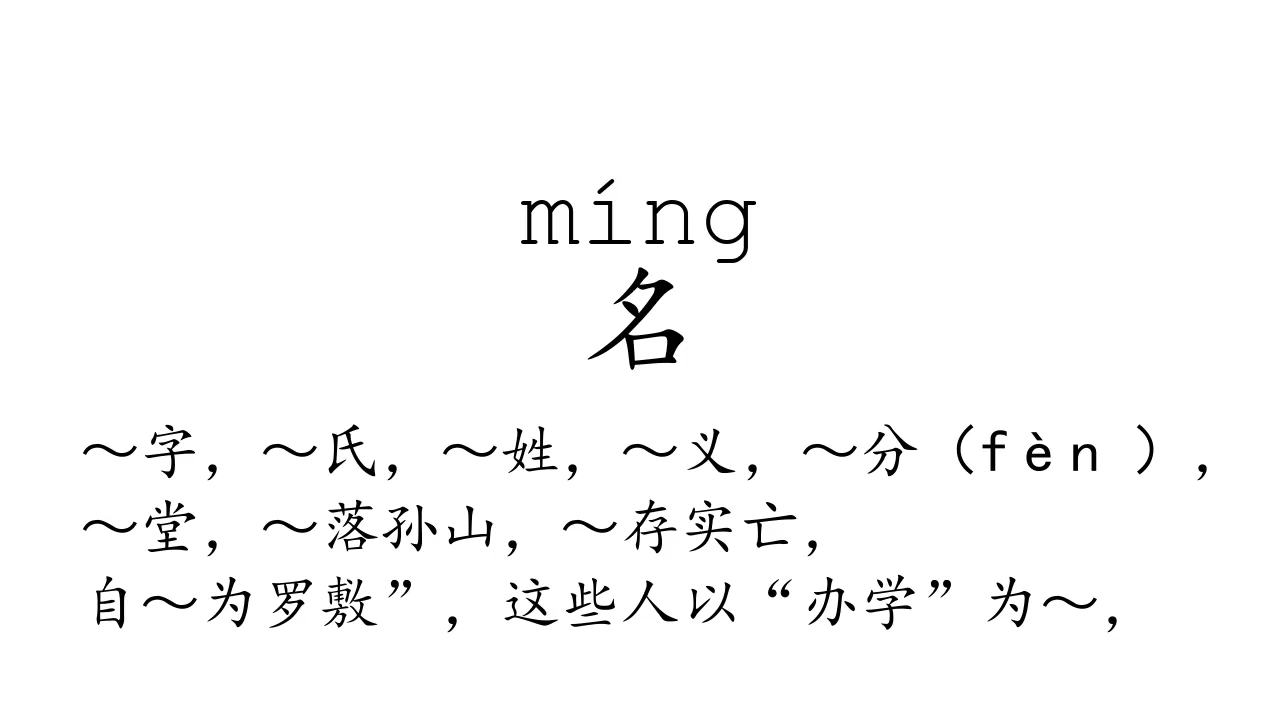 míng
名
～字，～氏，～姓，～义，～分（fèn ），
～堂，～落孙山，～存实亡，
自～为罗敷”，这些人以“办学”为～，